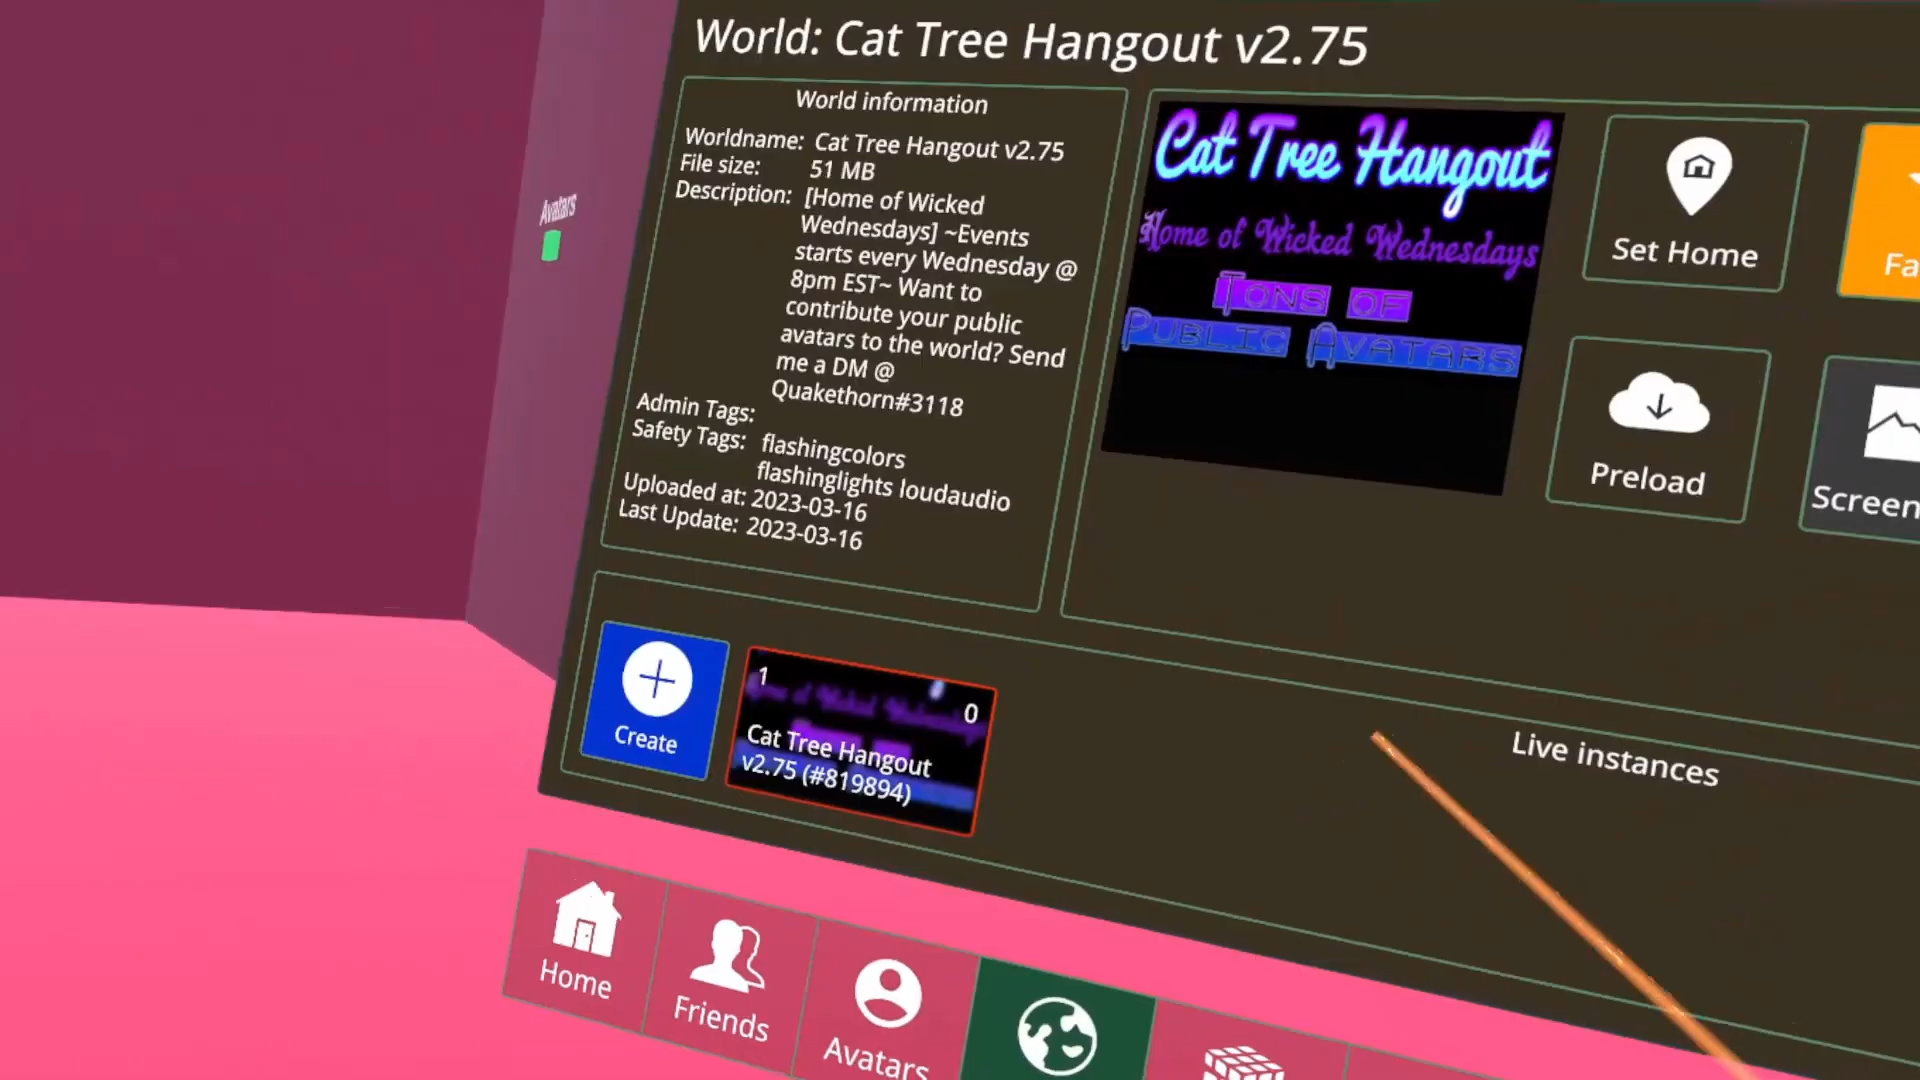 World: Cat Tree Hangout v2.75
World information
Worldname: Cat Tree Hangout v2.75
File size: 51 MB
Description: [Home of Wicked
Wednesdays] ~Events
starts every Wednesday @
8pm EST~ Want to
contribute your public
avatars to the world? Send
me a DM @
Quakethorn#3118
Admin Tags:
Safety Tags: flashingcolors
flashinglights loudaudio
Uploaded at: 2023-03-16
Last Update: 2023-03-16
Cat Tree Hangout
Home of Wicked Wednesdays
Tons of
Public Avatars
Set Home
Preload
Avatars
Live instances
Create
1
0
Cat Tree Hangout
v2.75 (#819894)
Home
Friends
Avatars